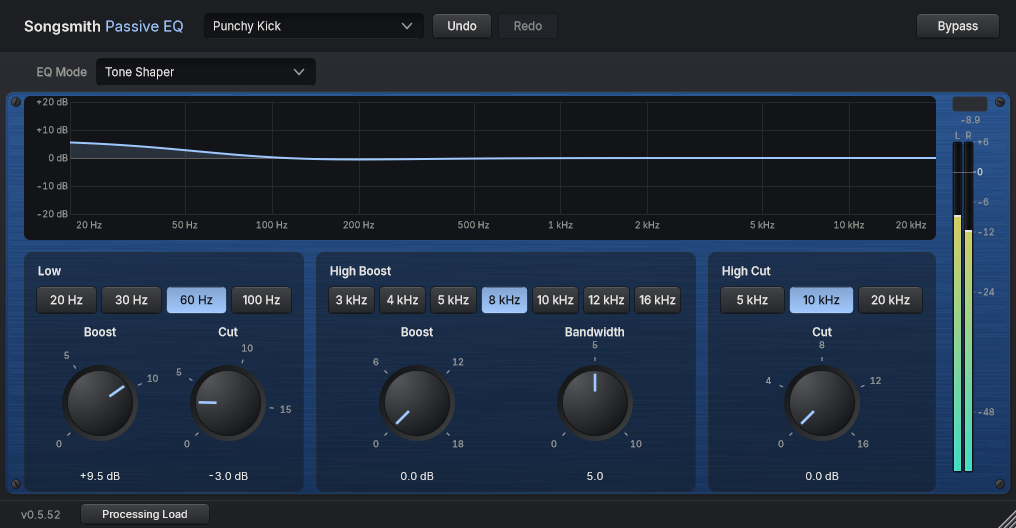 Songsmith Passive EQ Punchy Kick Undo Redo Bypass
EQ Mode Tone Shaper
+20 dB
+10 dB
0 dB
-10 dB
-20 dB
20 Hz 50 Hz 100 Hz 200 Hz 500 Hz 1 kHz 2 kHz 5 kHz 10 kHz 20 kHz
-8.9
L R
+6
-0
-6
-12
-24
-48
Low
20 Hz 30 Hz 60 Hz 100 Hz
Boost Cut
5 10 0
10 5 15 0
+9.5 dB -3.0 dB
High Boost
3 kHz 4 kHz 5 kHz 8 kHz 10 kHz 12 kHz 16 kHz
Boost Bandwidth
6 12 0 18
5 0 10
0.0 dB 5.0
High Cut
5 kHz 10 kHz 20 kHz
Cut
8
4 12
0 16
0.0 dB
v0.5.52 Processing Load